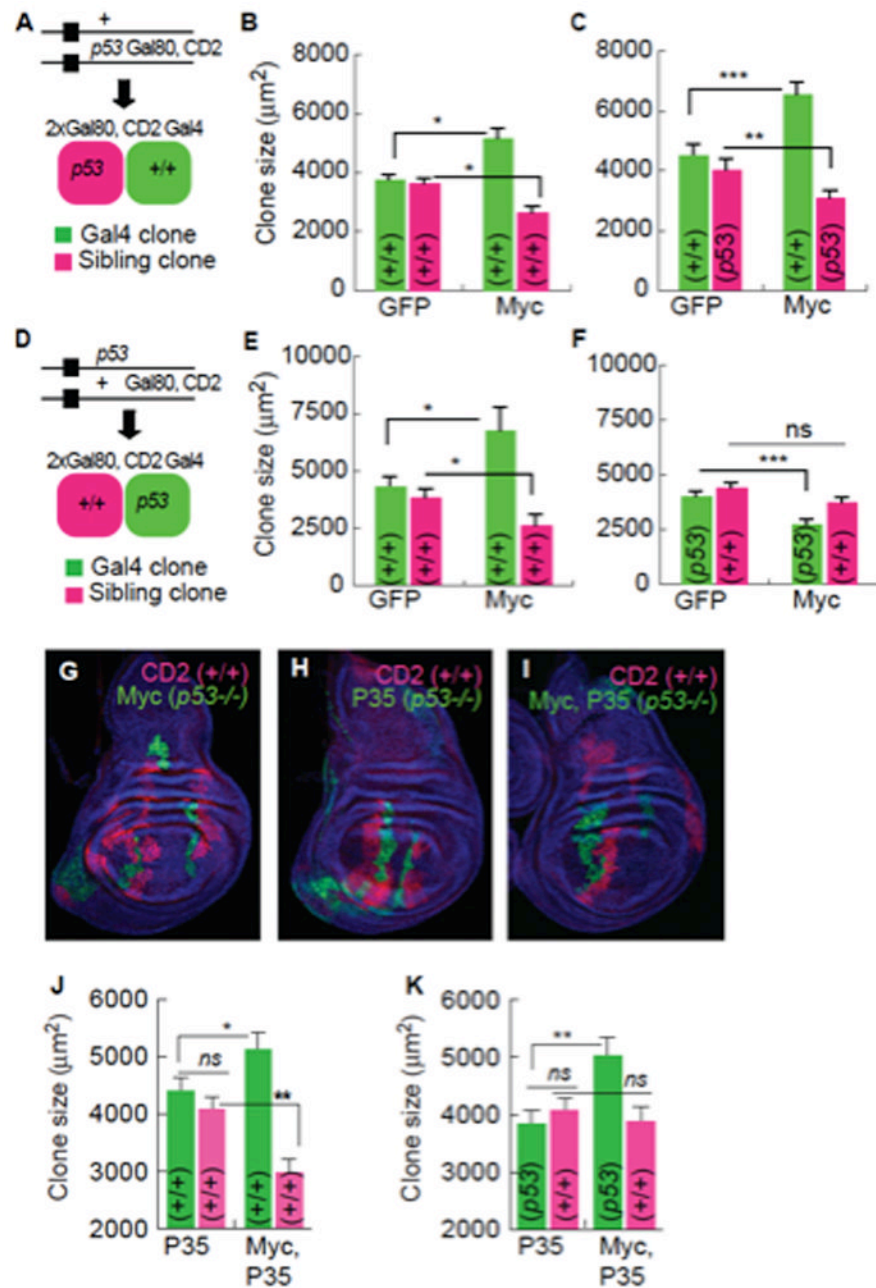 A
+
p53 Gal80, CD2
2xGal80, CD2 Gal4
p53
+/+
Gal4 clone
Sibling clone
B
Clone size (μm²)
8000
6000
4000
2000
0
*
*
(+/+)
(+/+)
(+/+)
(+/+)
GFP
Myc
C
8000
6000
4000
2000
0
***
**
(+/+)
(p53)
(+/+)
(p53)
GFP
Myc
D
p53
+ Gal80, CD2
2xGal80, CD2 Gal4
+/+
p53
Gal4 clone
Sibling clone
E
Clone size (μm²)
10000
7500
5000
2500
0
*
*
(+/+)
(+/+)
(+/+)
(+/+)
GFP
Myc
F
10000
7500
5000
2500
0
ns
***
(p53)
(+/+)
(p53)
(+/+)
GFP
Myc
G
CD2 (+/+)
Myc (p53-/-)
H
CD2 (+/+)
P35 (p53-/-)
I
CD2 (+/+)
Myc, P35 (p53-/-)
J
Clone size (μm²)
6000
5000
4000
3000
2000
*
ns
**
(+/+)
(+/+)
(+/+)
(+/+)
P35
Myc,
P35
K
Clone size (μm²)
6000
5000
4000
3000
2000
**
ns
ns
(p53)
(+/+)
(p53)
(+/+)
P35
Myc,
P35